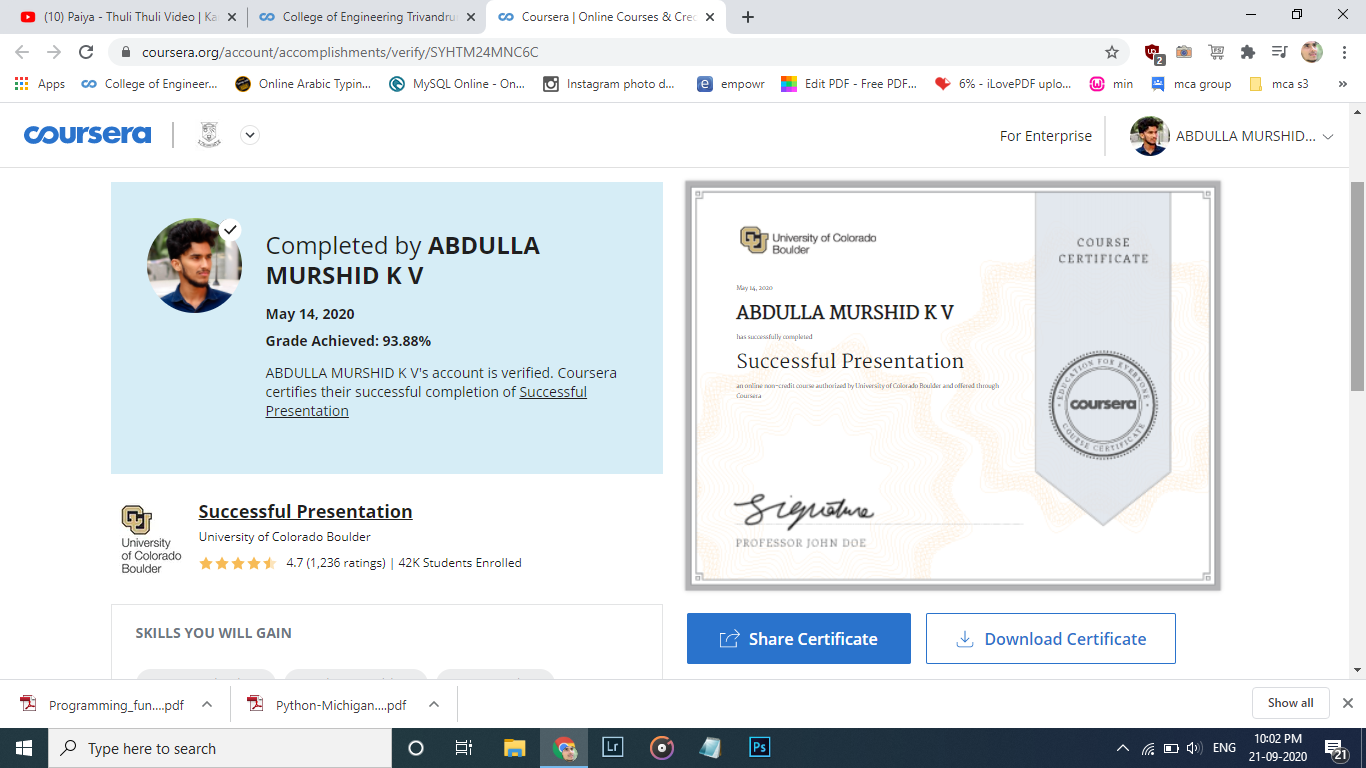 (10) Paiya - Thuli Thuli Video | Ka
College of Engineering Trivandru
Coursera | Online Courses & Cred
coursera.org/account/accomplishments/verify/SYHTM24MNC6C
2
Apps
College of Engineer...
Online Arabic Typin...
MySQL Online - On...
Instagram photo d...
empowr
Edit PDF - Free PDF...
6% - iLovePDF uplo...
min
mca group
mca s3
»
coursera
For Enterprise
ABDULLA MURSHID...
Completed by ABDULLA
MURSHID K V
May 14, 2020
Grade Achieved: 93.88%
ABDULLA MURSHID K V's account is verified. Coursera
certifies their successful completion of Successful
Presentation
University of Colorado
Boulder
May 14, 2020
ABDULLA MURSHID K V
has successfully completed
Successful Presentation
an online non-credit course authorized by University of Colorado Boulder and offered through
Coursera
Signature
PROFESSOR JOHN DOE
COURSE
CERTIFICATE
EDUCATION FOR EVERYONE
coursera
COURSE CERTIFICATE
University
of Colorado
Boulder
Successful Presentation
University of Colorado Boulder
4.7 (1,236 ratings) | 42K Students Enrolled
SKILLS YOU WILL GAIN
Share Certificate
Download Certificate
Programming_fun....pdf
Python-Michigan....pdf
Show all
Type here to search
Lr
Ps
ENG
10:02 PM
21-09-2020
21